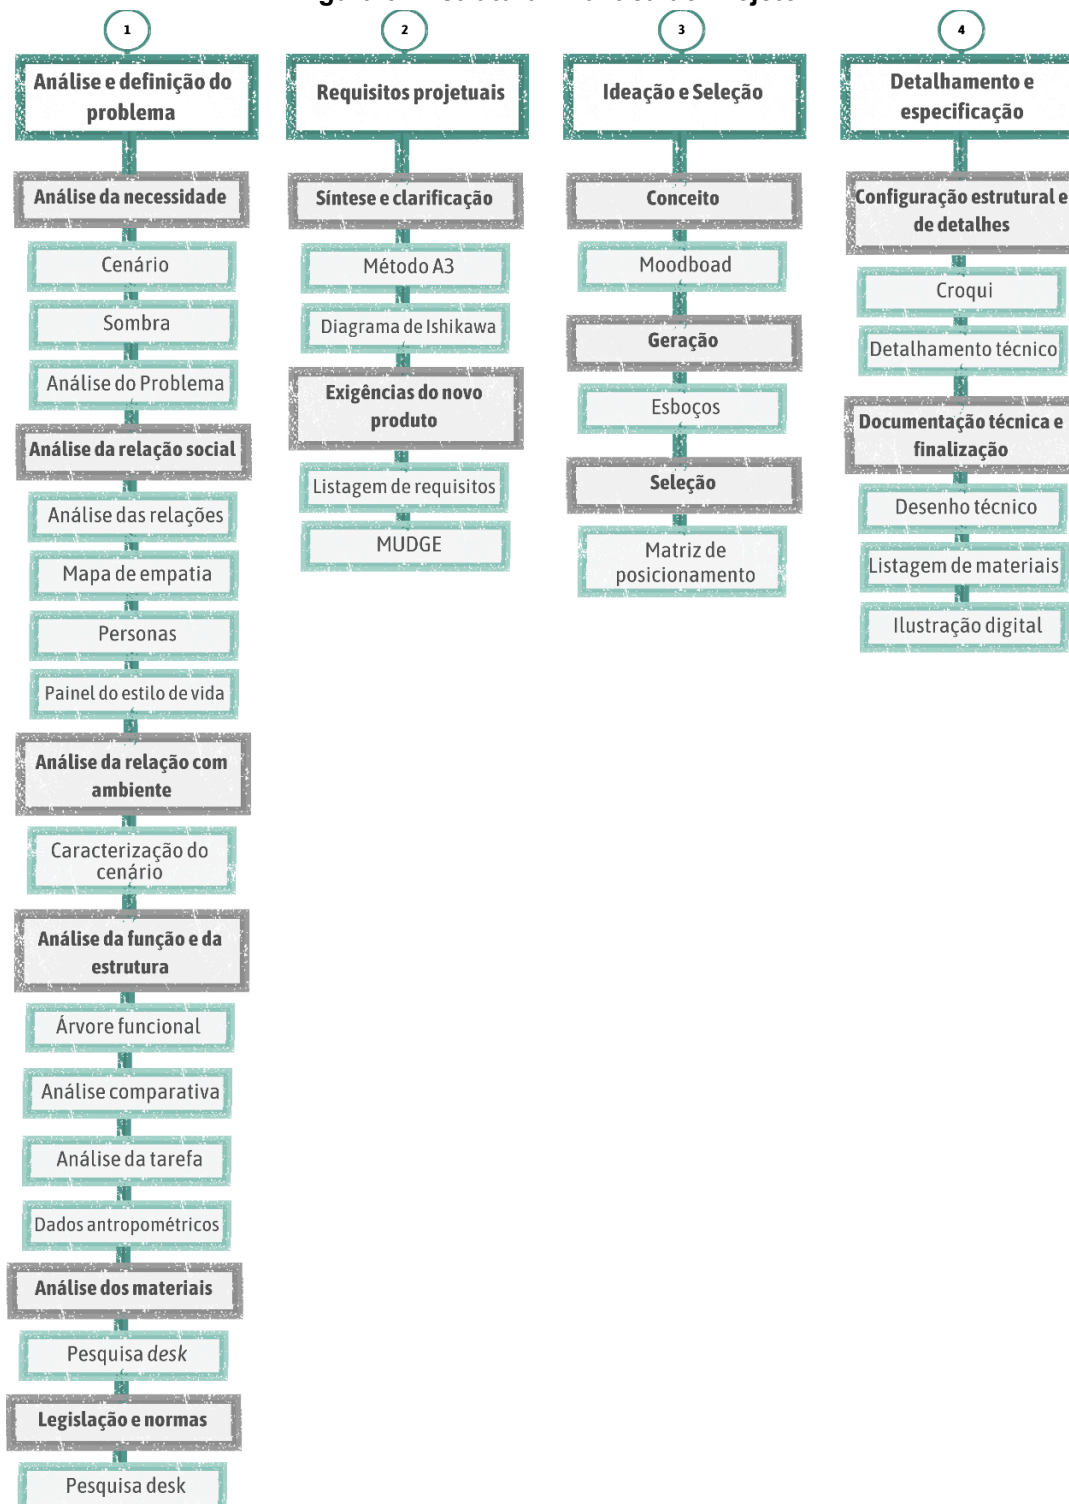 1
Análise e definição do
problema
Análise da necessidade
Cenário
Sombra
Análise do Problema
Análise da relação social
Análise das relações
Mapa de empatia
Personas
Painel do estilo de vida
Análise da relação com
ambiente
Caracterização do
cenário
Análise da função e da
estrutura
Árvore funcional
Análise comparativa
Análise da tarefa
Dados antropométricos
Análise dos materiais
Pesquisa desk
Legislação e normas
Pesquisa desk
2
Requisitos projetuais
Síntese e clarificação
Método A3
Diagrama de Ishikawa
Exigências do novo
produto
Listagem de requisitos
MUDGE
3
Ideação e Seleção
Conceito
Moodboad
Geração
Esboços
Seleção
Matriz de
posicionamento
4
Detalhamento e
especificação
Configuração estrutural e
de detalhes
Croqui
Detalhamento técnico
Documentação técnica e
finalização
Desenho técnico
Listagem de materiais
Ilustração digital